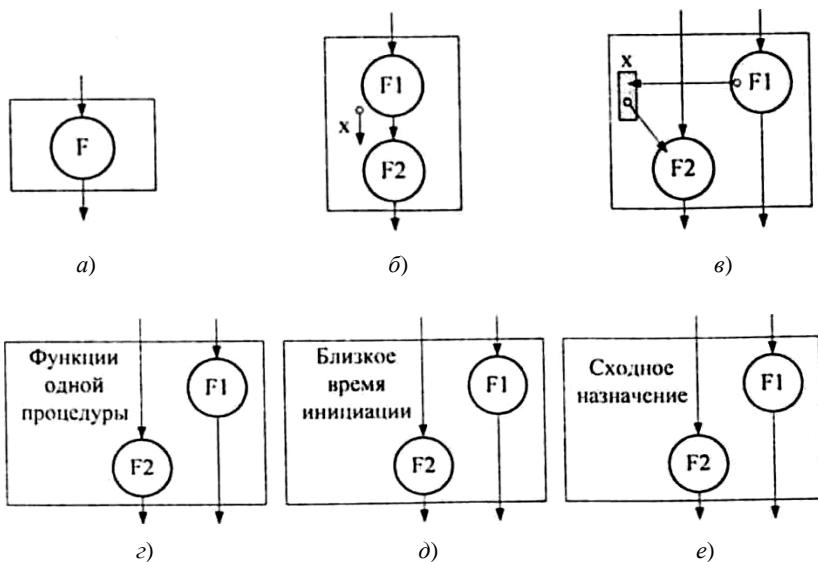 F
а)
F1
x
F2
б)
x
F1
F2
в)
Функции
одной
процедуры
F1
F2
г)
Близкое
время
инициации
F1
F2
д)
Сходное
назначение
F1
F2
е)